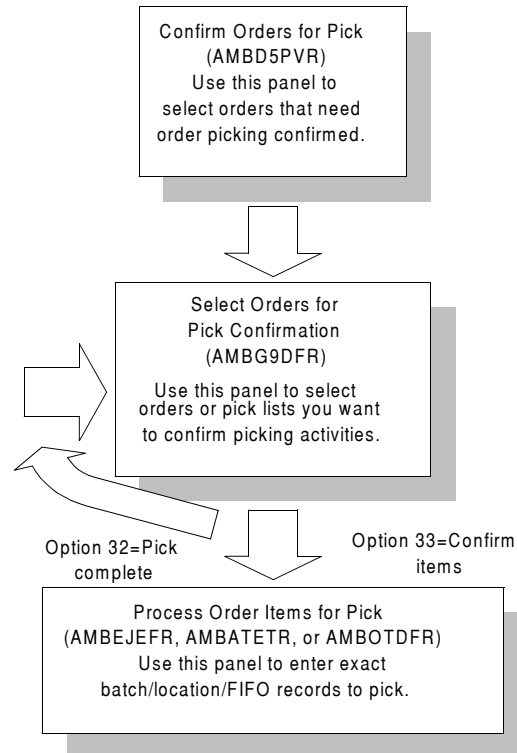 Confirm Orders for Pick
(AMBD5PVR)
Use this panel to
select orders that need
order picking confirmed.
Select Orders for
Pick Confirmation
(AMBG9DFR)
Use this panel to select
orders or pick lists you want
to confirm picking activities.
Option 32=Pick
complete
Option 33=Confirm
items
Process Order Items for Pick
(AMBEJEFR, AMBATETR, or AMBOTDFR)
Use this panel to enter exact
batch/location/FIFO records to pick.